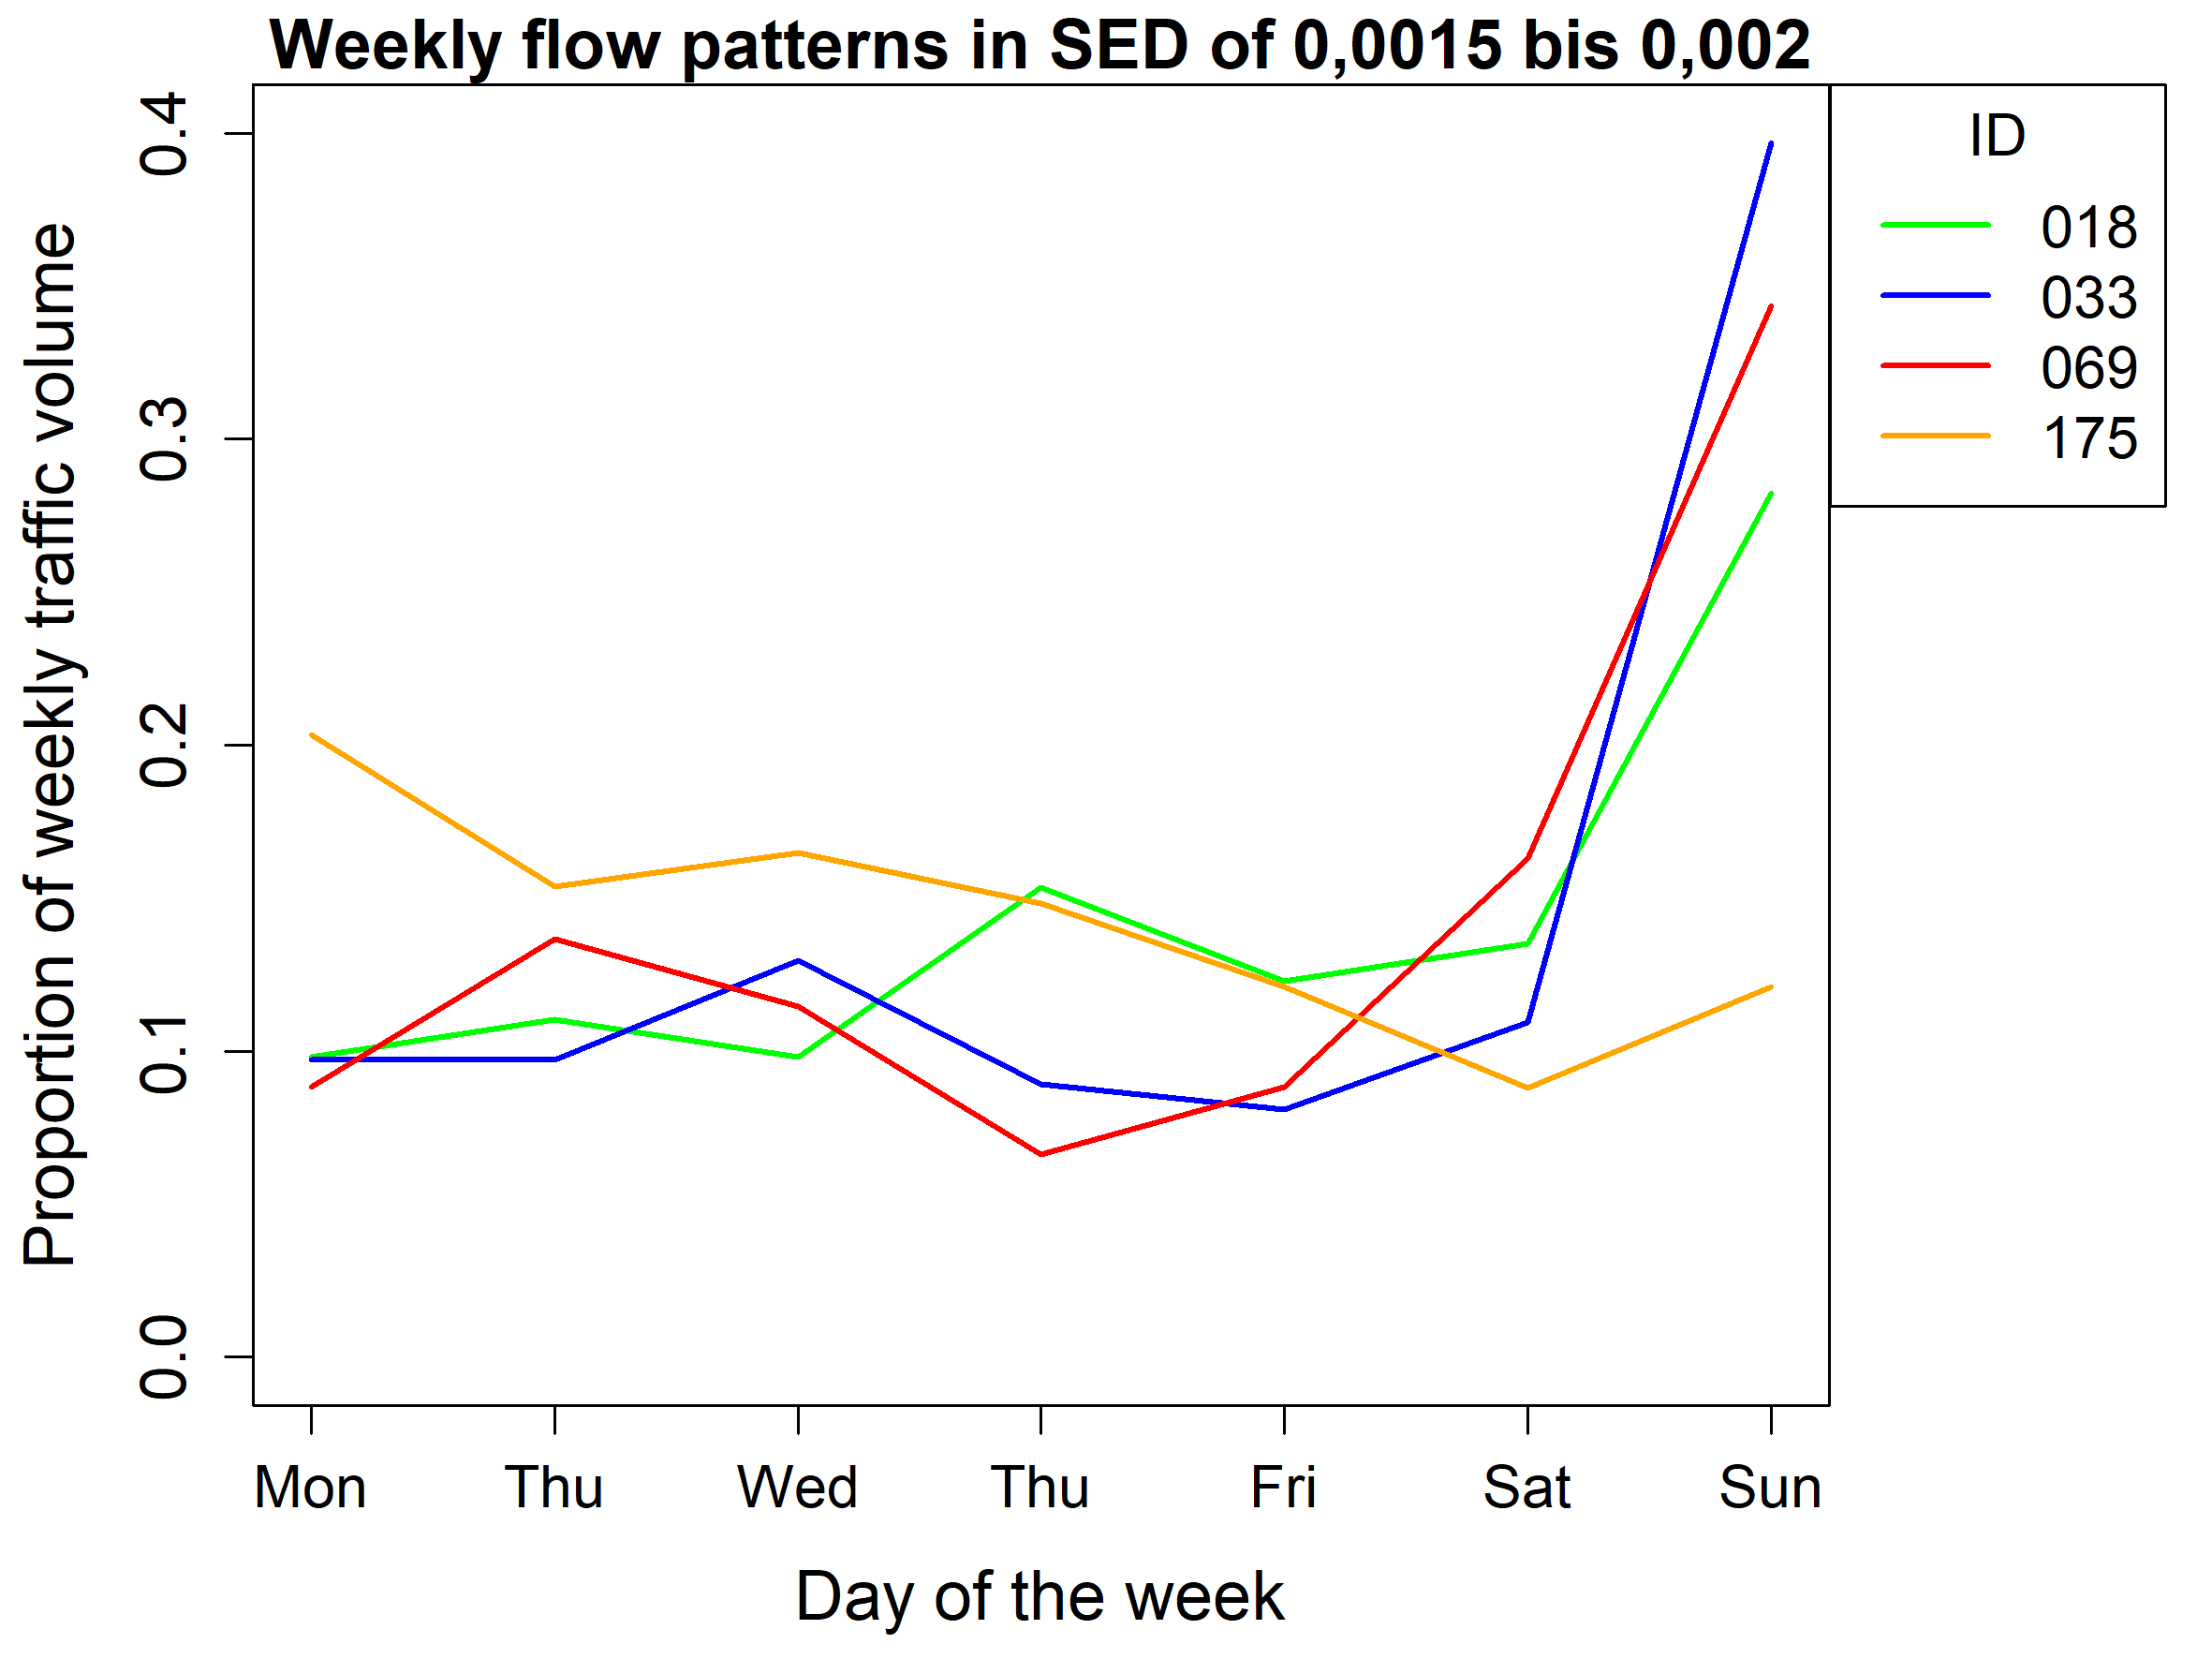 Weekly flow patterns in SED of 0,0015 bis 0,002
Proportion of weekly traffic volume
0.4
0.3
0.2
0.1
0.0
Mon Thu Wed Thu Fri Sat Sun
Day of the week
ID
018
033
069
175